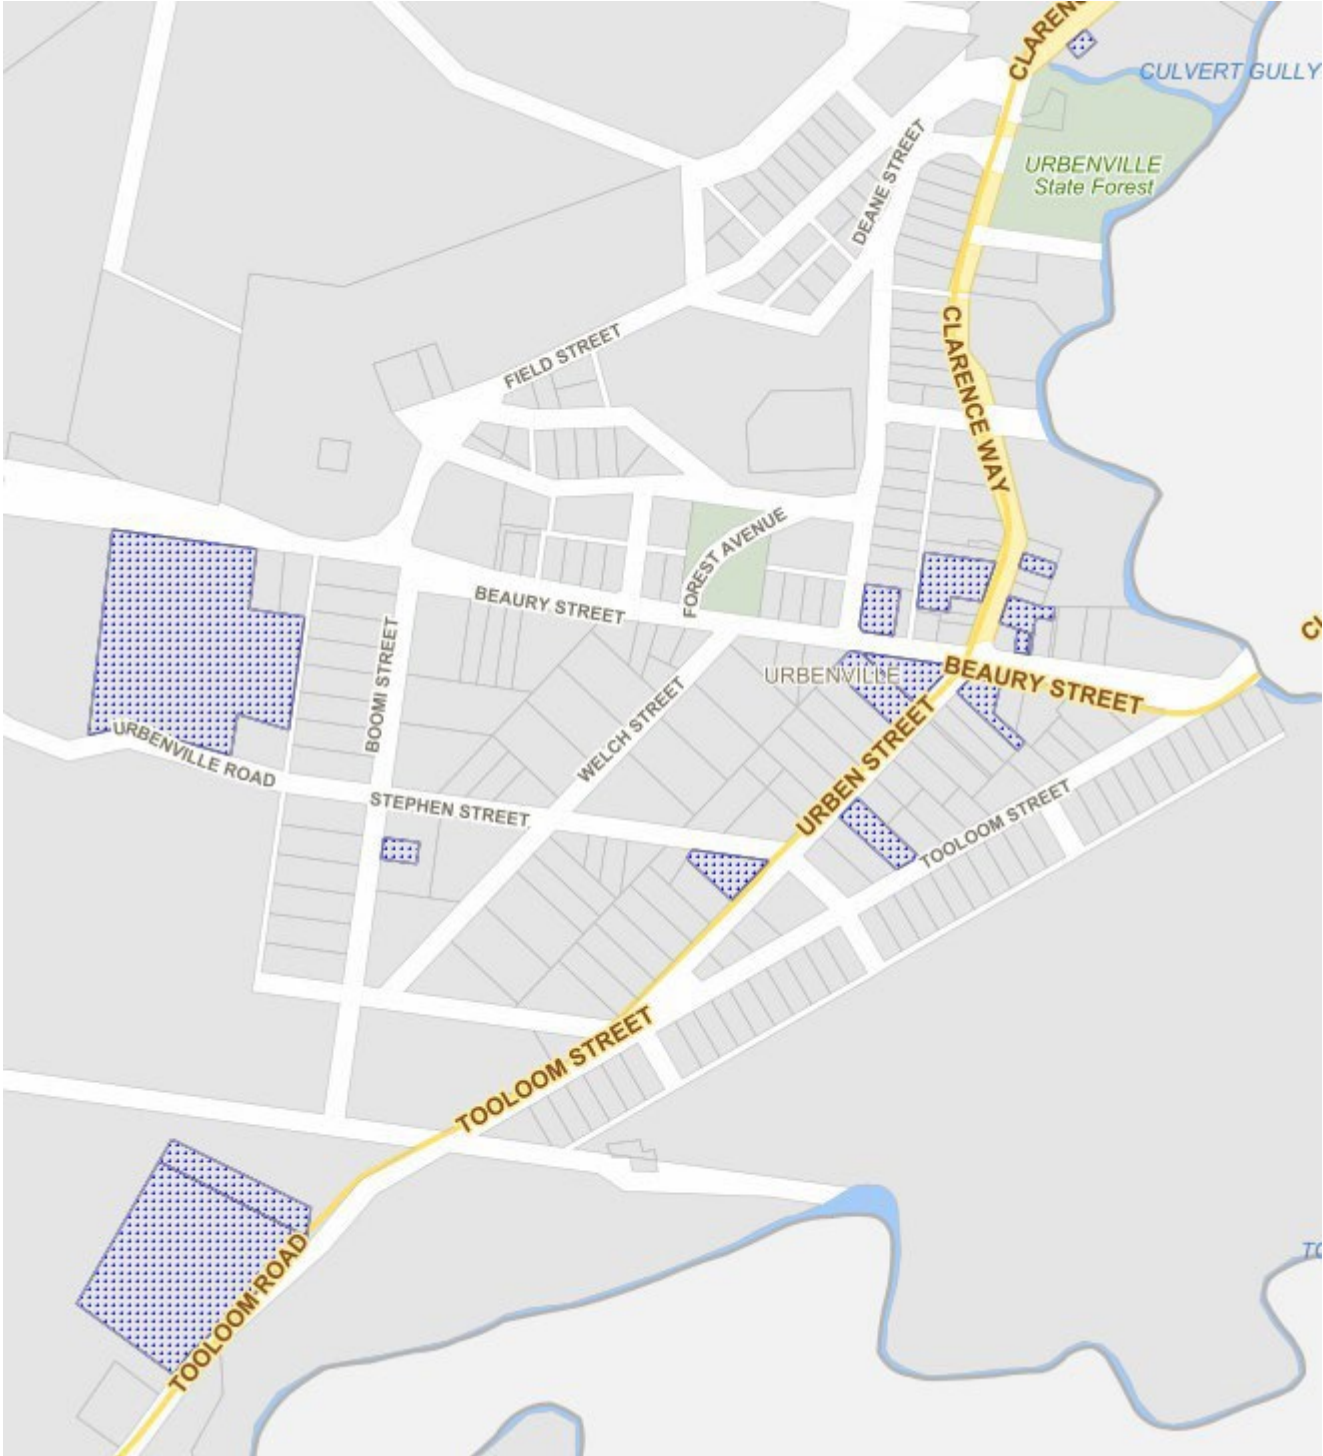 CLAREN
CULVERT GULLY
URBENVILLE
State Forest
DEANE STREET
CLARENCE WAY
FIELD STREET
FOREST AVENUE
BEAURY STREET
URBENVILLE
BEAURY STREET
BOOMI STREET
WELCH STREET
URBEN STREET
URBENVILLE ROAD
STEPHEN STREET
TOOLOOM STREET
TOOLOOM STREET
TOOLOOM ROAD